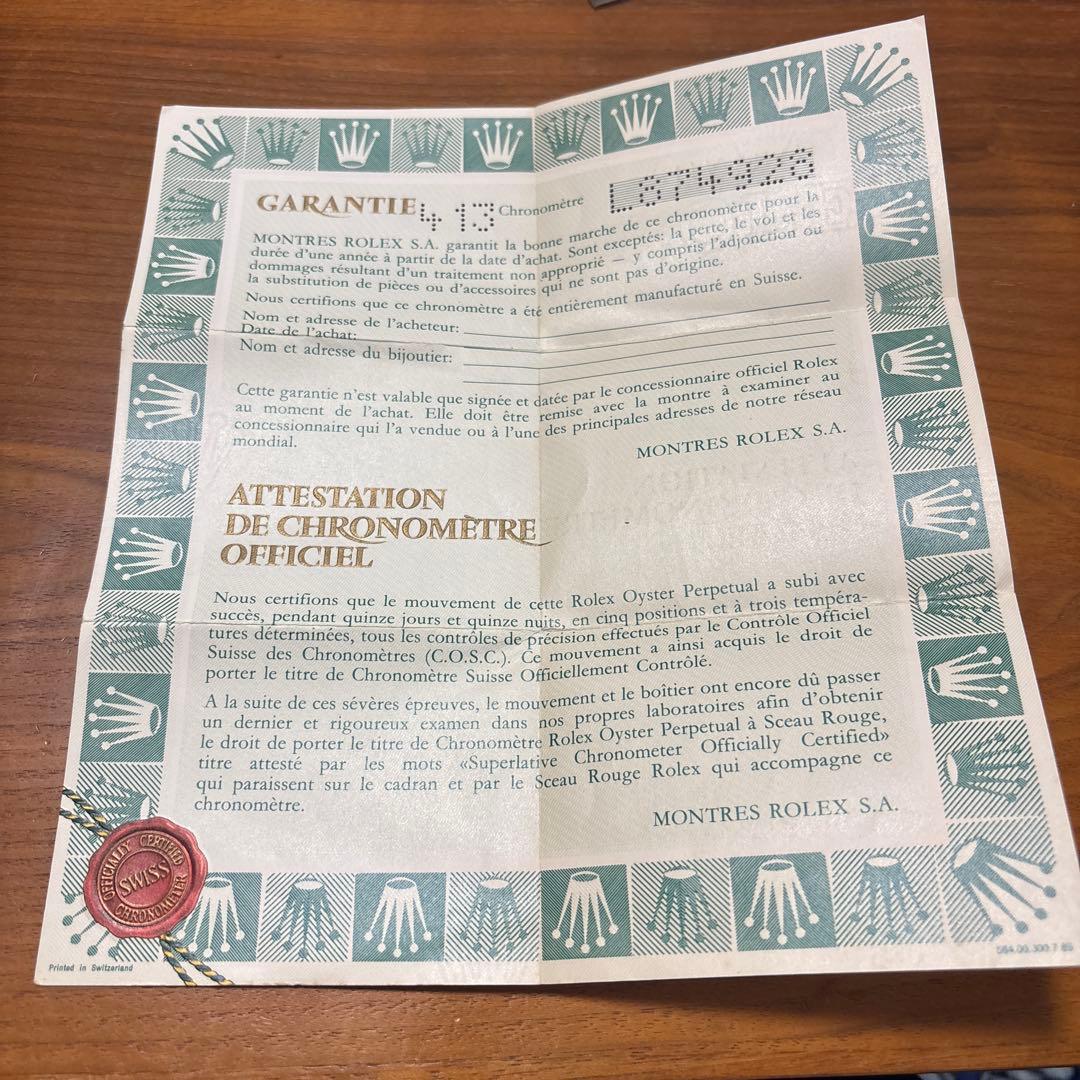 GARANTIE 413 Chronomètre L874928
MONTRES ROLEX S.A. garantit la bonne marche de ce chronomètre pour la
durée d'une année à partir de la date d'achat. Sont exceptés: la perte, le vol et les
dommages résultant d'un traitement non approprié — y compris l'adjonction ou
la substitution de pièces ou d'accessoires qui ne sont pas d'origine.
Nous certifions que ce chronomètre a été entièrement manufacturé en Suisse.
Nom et adresse de l'acheteur:
Date de l'achat:
Nom et adresse du bijoutier:
Cette garantie n'est valable que signée et datée par le concessionnaire officiel Rolex
au moment de l'achat. Elle doit être remise avec la montre à examiner au
concessionnaire qui l'a vendue ou à l'une des principales adresses de notre réseau
mondial.
MONTRES ROLEX S.A.
ATTESTATION
DE CHRONOMÈTRE
OFFICIEL
Nous certifions que le mouvement de cette Rolex Oyster Perpetual a subi avec
succès, pendant quinze jours et quinze nuits, en cinq positions et à trois tempéra-
tures déterminées, tous les contrôles de précision effectués par le Contrôle Officiel
Suisse des Chronomètres (C.O.S.C.). Ce mouvement a ainsi acquis le droit de
porter le titre de Chronomètre Suisse Officiellement Contrôlé.
A la suite de ces sévères épreuves, le mouvement et le boîtier ont encore dû passer
un dernier et rigoureux examen dans nos propres laboratoires afin d'obtenir
le droit de porter le titre de Chronomètre Rolex Oyster Perpetual à Sceau Rouge,
titre attesté par les mots «Superlative Chronometer Officially Certified»
qui paraissent sur le cadran et par le Sceau Rouge Rolex qui accompagne ce
chronomètre.
MONTRES ROLEX S.A.
OFFICIALLY CERTIFIED
SWISS
CHRONOMETER
Printed in Switzerland
564.00.300.7.89